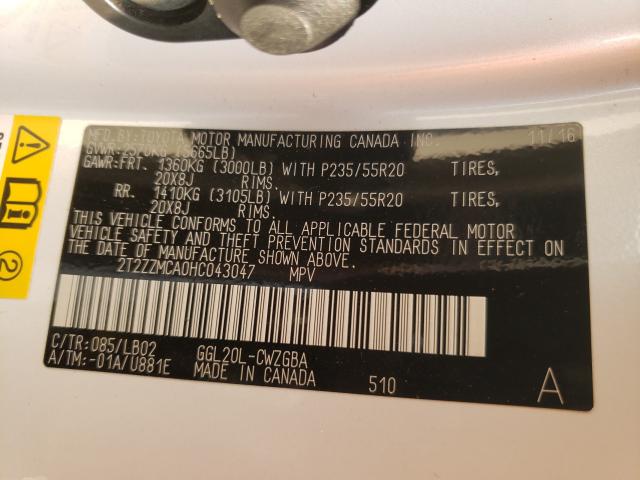 MFD.BY:TOYOTA MOTOR MANUFACTURING CANADA INC. 11/16
GVWR: (5665LB)
GAWR:FRT. 1360KG (3000LB) WITH P235/55R20 TIRES,
20X8J RIMS.
RR. 1410KG (3105LB) WITH P235/55R20 TIRES,
20X8J RIMS.
THIS VEHICLE CONFORMS TO ALL APPLICABLE FEDERAL MOTOR
VEHICLE SAFETY AND THEFT PREVENTION STANDARDS IN EFFECT ON
THE DATE OF MANUFACTURE SHOWN ABOVE.
2T2ZZMCA0HC043047 MPV
C/TR:085/LB02 GGL20L-CWZGBA
A/TM:-01A/U881E MADE IN CANADA 510 A
2